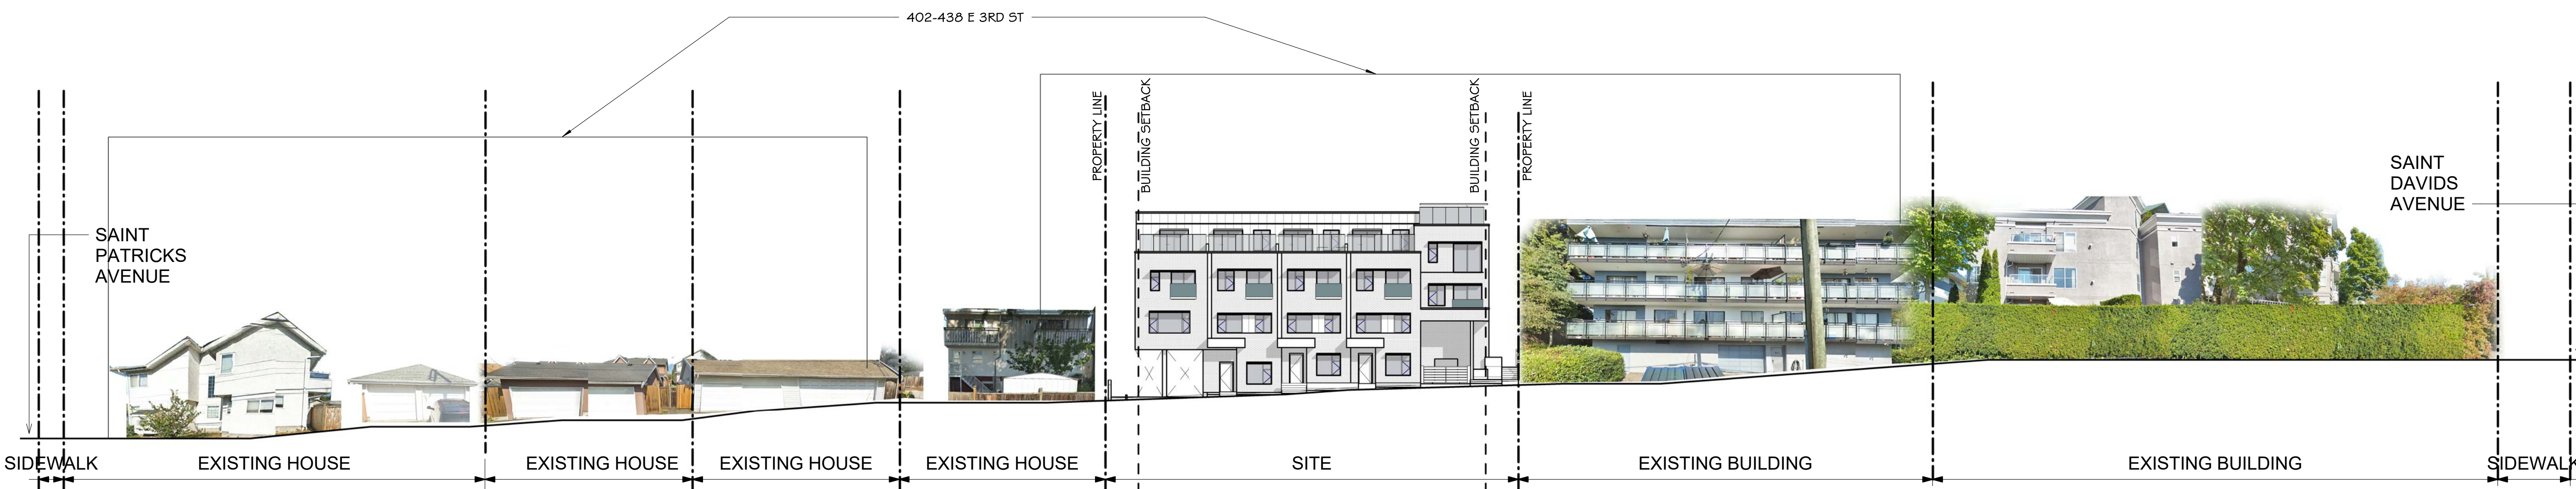 402-438 E 3RD ST
PROPERTY LINE
BUILDING SETBACK
BUILDING SETBACK
PROPERTY LINE
SAINT
PATRICKS
AVENUE
SAINT
DAVIDS
AVENUE
SIDEWALK
EXISTING HOUSE
EXISTING HOUSE
EXISTING HOUSE
EXISTING HOUSE
SITE
EXISTING BUILDING
EXISTING BUILDING
SIDEWALK